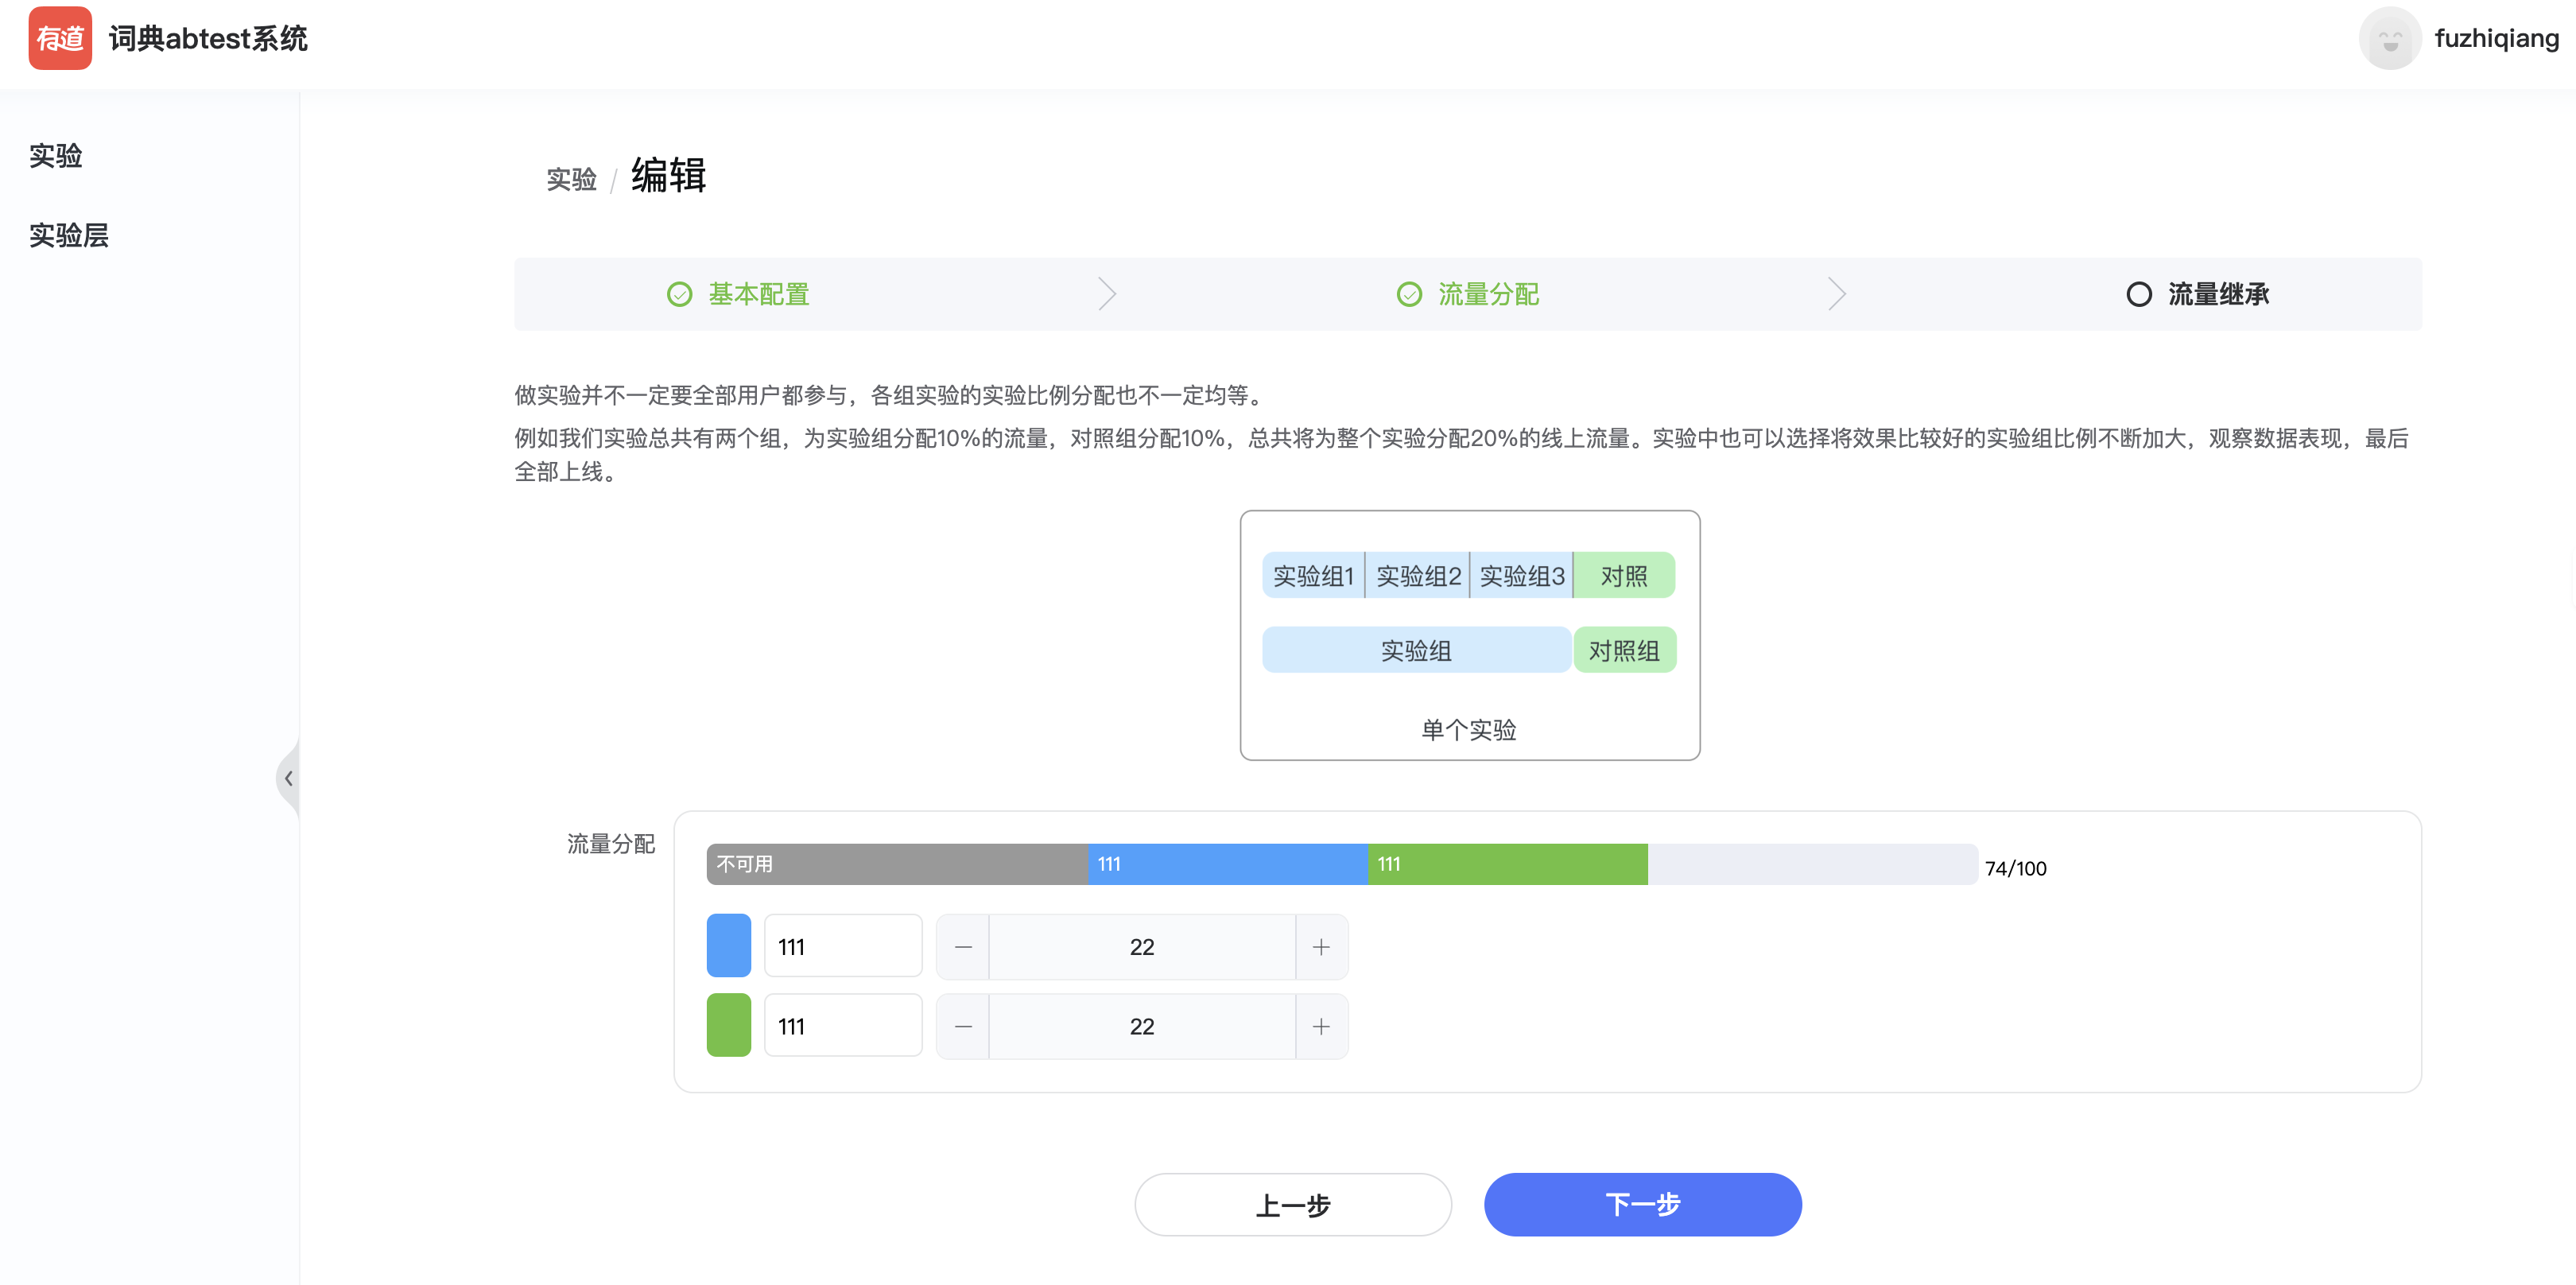 有道 词典abtest系统 fuzhiqiang
实验
实验层
实验 / 编辑
基本配置 流量分配 流量继承
做实验并不一定要全部用户都参与，各组实验的实验比例分配也不一定均等。
例如我们实验总共有两个组，为实验组分配10%的流量，对照组分配10%，总共将为整个实验分配20%的线上流量。实验中也可以选择将效果比较好的实验组比例不断加大，观察数据表现，最后
全部上线。
实验组1 实验组2 实验组3 对照
实验组 对照组
单个实验
流量分配
不可用 111 111 74/100
111 22
111 22
上一步 下一步